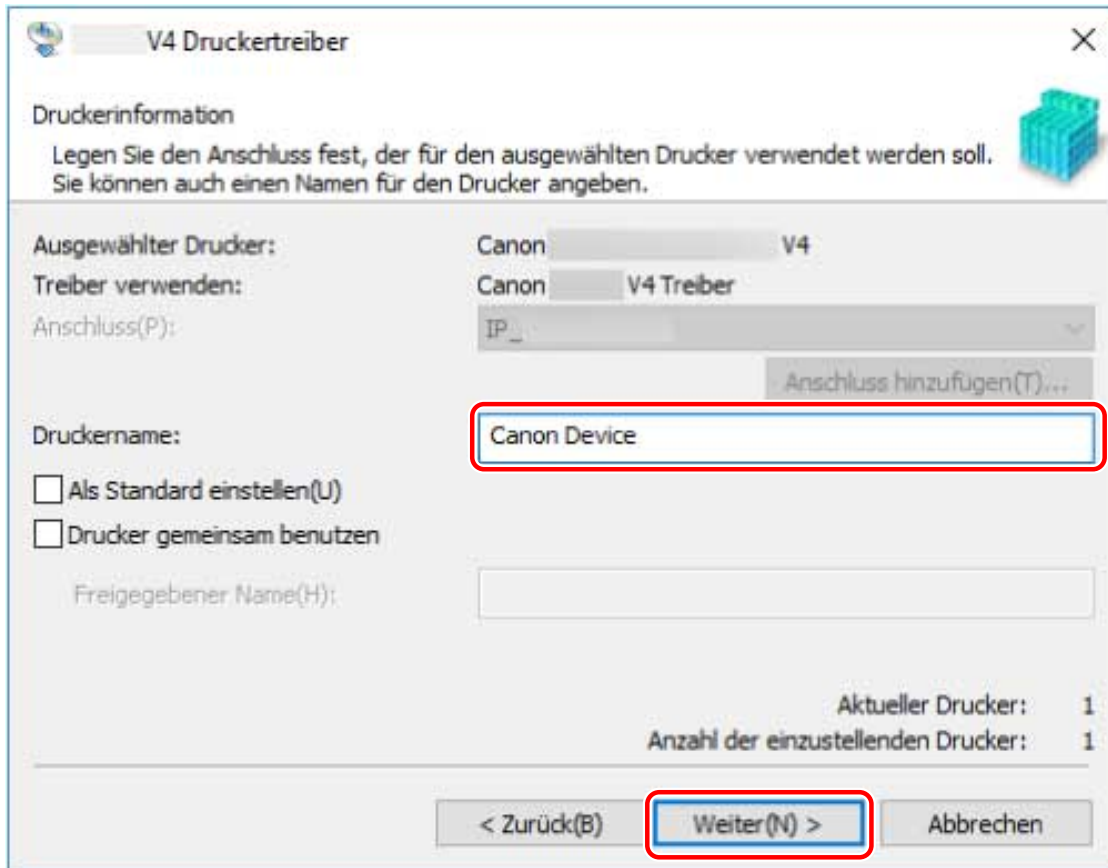 V4 Druckertreiber
Druckerinformation
Legen Sie den Anschluss fest, der für den ausgewählten Drucker verwendet werden soll.
Sie können auch einen Namen für den Drucker angeben.
Ausgewählter Drucker: Canon V4
Treiber verwenden: Canon V4 Treiber
Anschluss(P): IP_
Anschluss hinzufügen(T)...
Druckername: Canon Device
Als Standard einstellen(U)
Drucker gemeinsam benutzen
Freigegebener Name(H):
Aktueller Drucker: 1
Anzahl der einzustellenden Drucker: 1
< Zurück(B) Weiter(N) > Abbrechen